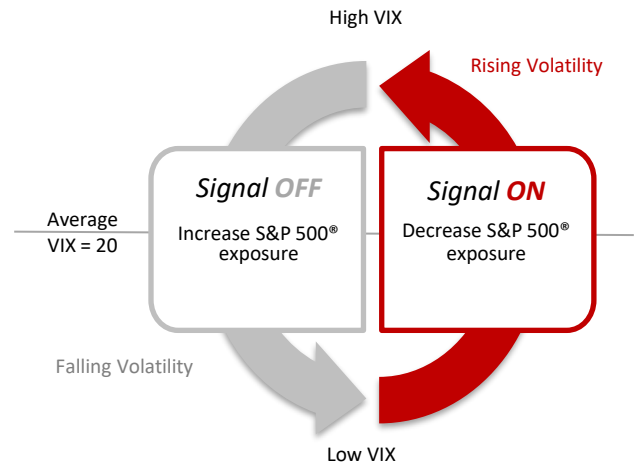 High VIX
Rising Volatility
Signal OFF
Increase S&P 500®
exposure
Signal ON
Decrease S&P 500®
exposure
Average
VIX = 20
Falling Volatility
Low VIX